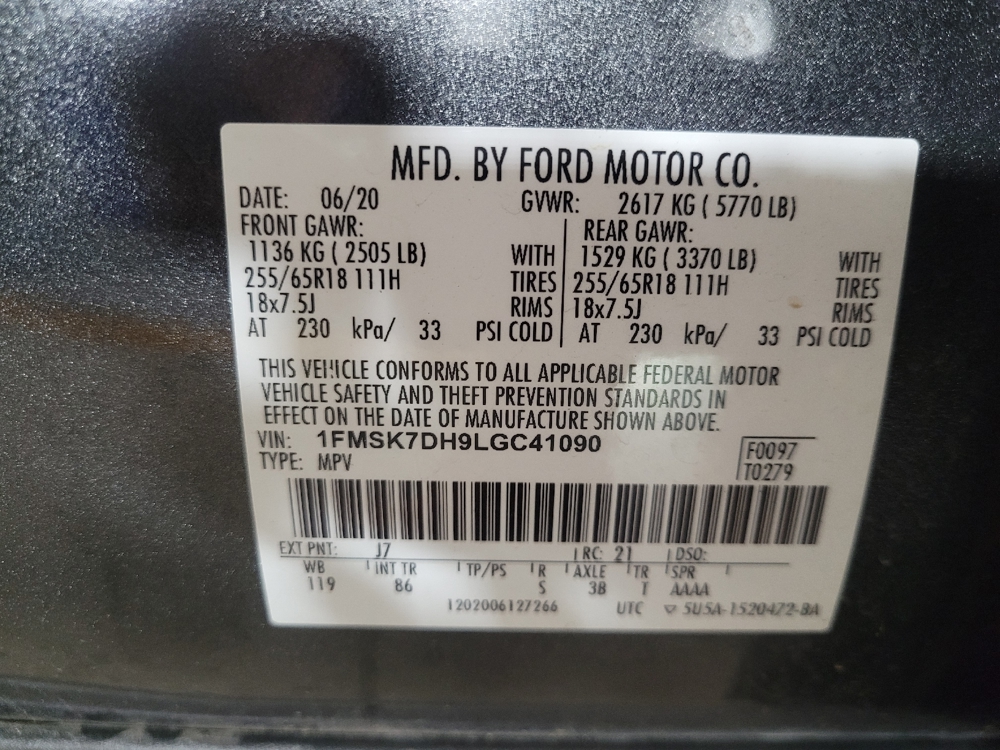 MFD. BY FORD MOTOR CO.
DATE: 06/20 GVWR: 2617 KG ( 5770 LB)
FRONT GAWR: REAR GAWR:
1136 KG ( 2505 LB) WITH 1529 KG ( 3370 LB) WITH
255/65R18 111H TIRES 255/65R18 111H TIRES
18x7.5J RIMS 18x7.5J RIMS
AT 230 kPa/ 33 PSI COLD AT 230 kPa/ 33 PSI COLD
THIS VEHICLE CONFORMS TO ALL APPLICABLE FEDERAL MOTOR
VEHICLE SAFETY AND THEFT PREVENTION STANDARDS IN
EFFECT ON THE DATE OF MANUFACTURE SHOWN ABOVE.
VIN: 1FMSK7DH9LGC41090 F0097
TYPE: MPV T0279
EXT PNT: J7 RC: 21 DSO:
WB INT TR TP/PS R AXLE TR SPR
119 86 S 3B T AAAA
1202006127266 UTC ▽ 5U5A-1520472-BA